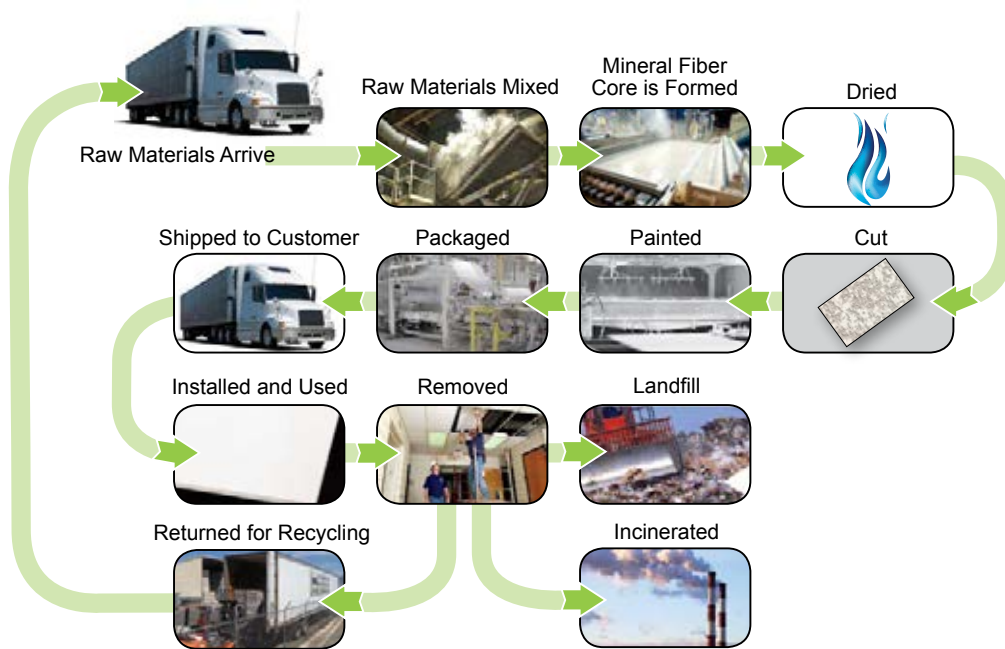 Raw Materials Arrive
Raw Materials Mixed
Mineral Fiber
Core is Formed
Dried
Cut
Painted
Packaged
Shipped to Customer
Installed and Used
Removed
Landfill
Incinerated
Returned for Recycling